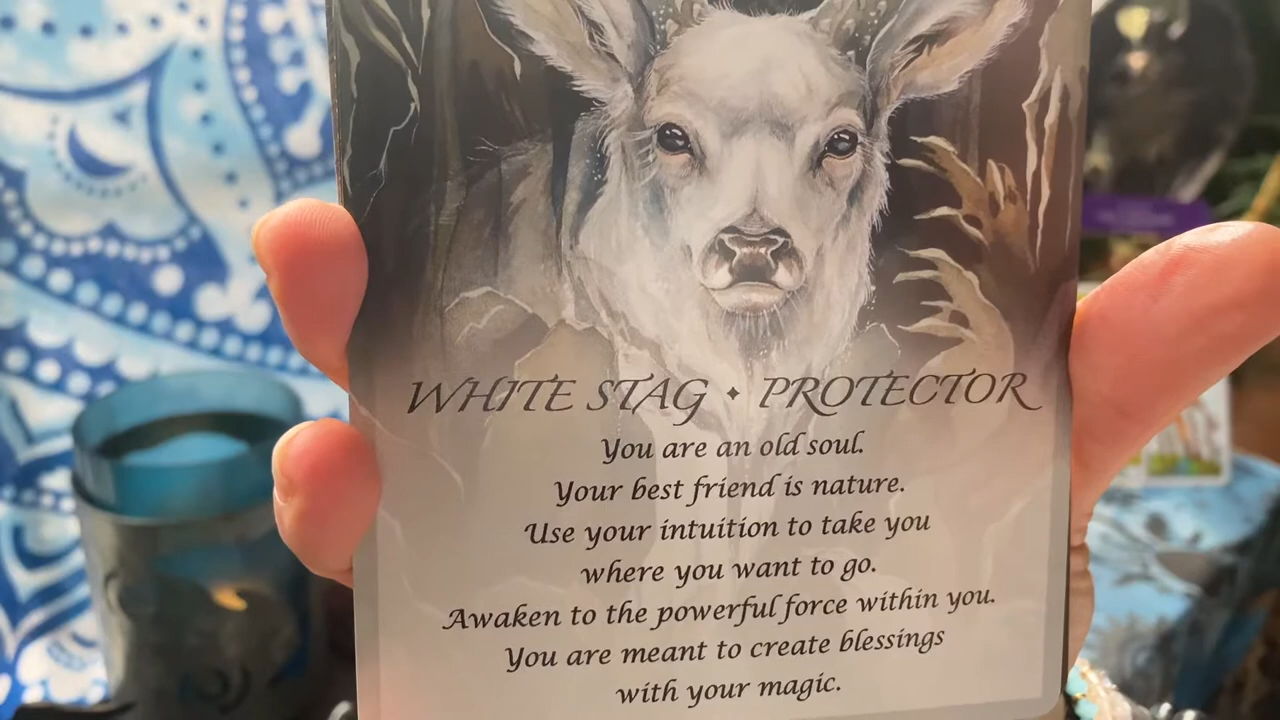 WHITE STAG • PROTECTOR
You are an old soul.
Your best friend is nature.
Use your intuition to take you
where you want to go.
Awaken to the powerful force within you.
You are meant to create blessings
with your magic.